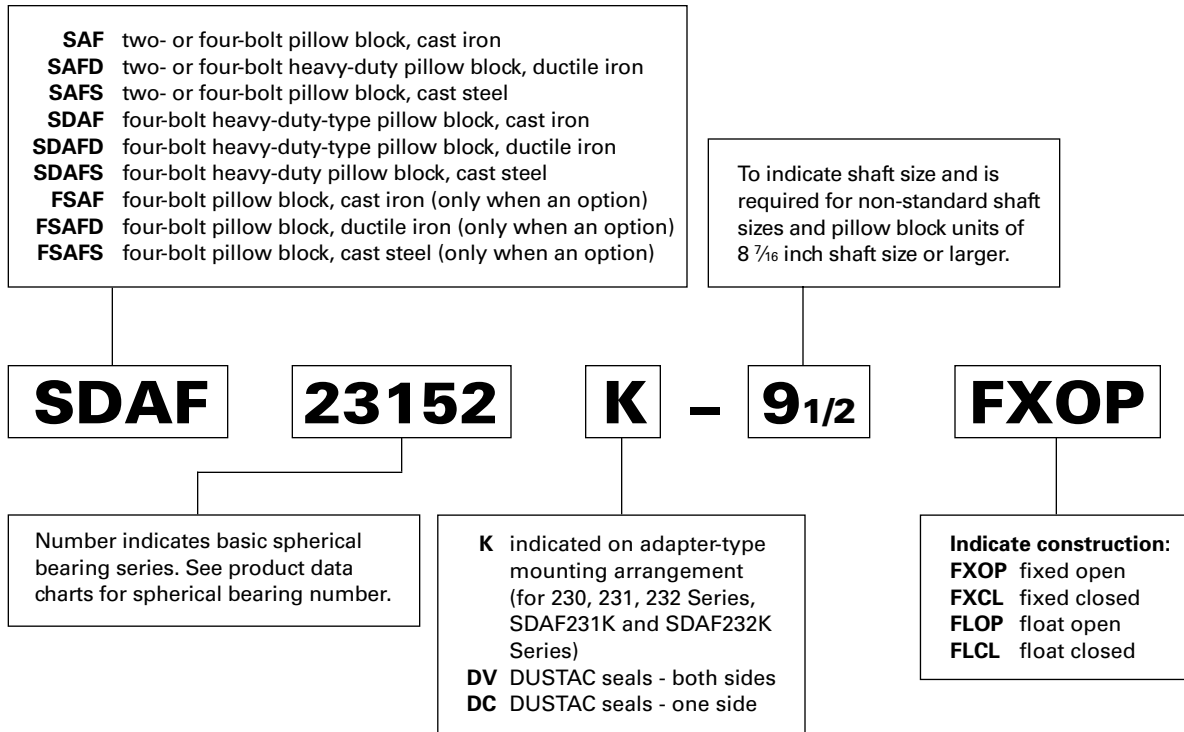 SAF two- or four-bolt pillow block, cast iron
SAFD two- or four-bolt heavy-duty pillow block, ductile iron
SAFS two- or four-bolt pillow block, cast steel
SDAF four-bolt heavy-duty-type pillow block, cast iron
SDAFD four-bolt heavy-duty-type pillow block, ductile iron
SDAFS four-bolt heavy-duty pillow block, cast steel
FSAF four-bolt pillow block, cast iron (only when an option)
FSAFD four-bolt pillow block, ductile iron (only when an option)
FSAFS four-bolt pillow block, cast steel (only when an option)
To indicate shaft size and is
required for non-standard shaft
sizes and pillow block units of
8 7⁄16 inch shaft size or larger.
SDAF 23152 K – 9 1/2 FXOP
Number indicates basic spherical
bearing series. See product data
charts for spherical bearing number.
K indicated on adapter-type
mounting arrangement
(for 230, 231, 232 Series,
SDAF231K and SDAF232K
Series)
DV DUSTAC seals - both sides
DC DUSTAC seals - one side
Indicate construction:
FXOP fixed open
FXCL fixed closed
FLOP float open
FLCL float closed